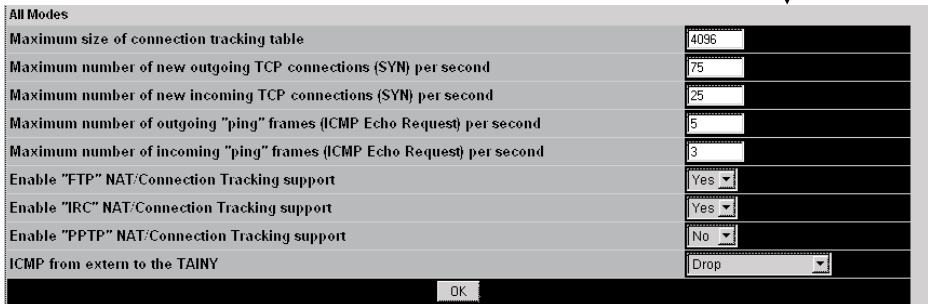 All Modes
Maximum size of connection tracking table 4096
Maximum number of new outgoing TCP connections (SYN) per second 75
Maximum number of new incoming TCP connections (SYN) per second 25
Maximum number of outgoing "ping" frames (ICMP Echo Request) per second 5
Maximum number of incoming "ping" frames (ICMP Echo Request) per second 3
Enable "FTP" NAT/Connection Tracking support Yes
Enable "IRC" NAT/Connection Tracking support Yes
Enable "PPTP" NAT/Connection Tracking support No
ICMP from extern to the TAINY Drop
OK